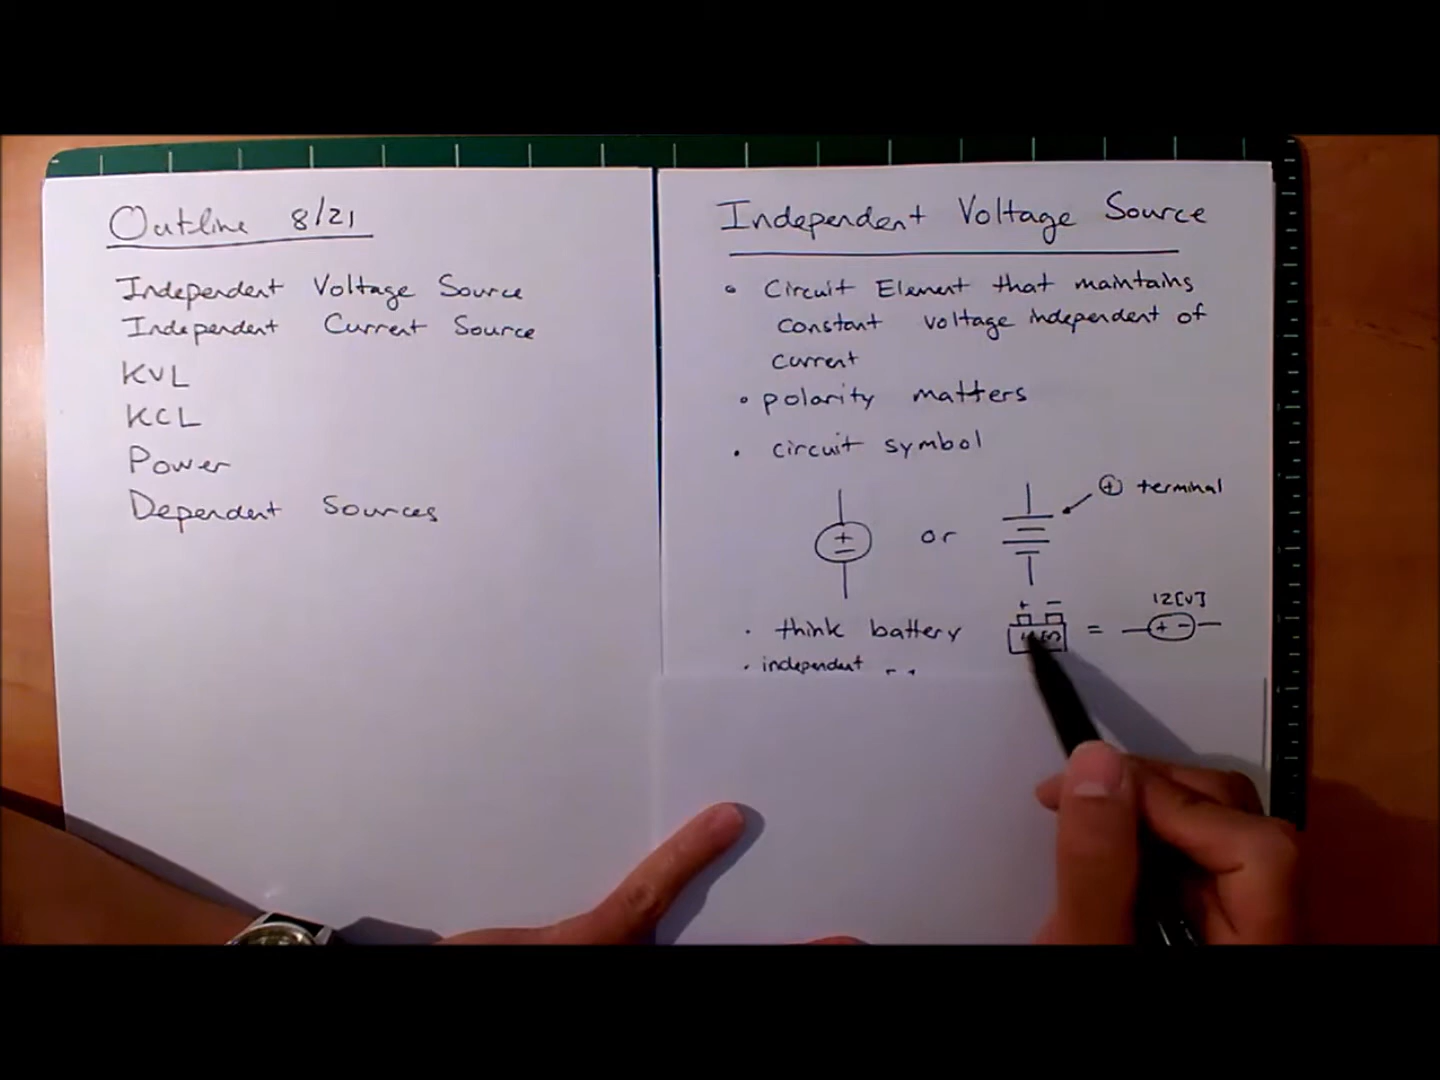 Outline 8/21
Independent Voltage Source
Independent Current Source
KVL
KCL
Power
Dependent Sources
Independent Voltage Source
• Circuit Element that maintains
constant voltage independent of
current
• polarity matters
• circuit symbol
+ terminal
+
-
or
+ -
12[V]
• think battery
= + -
• independent